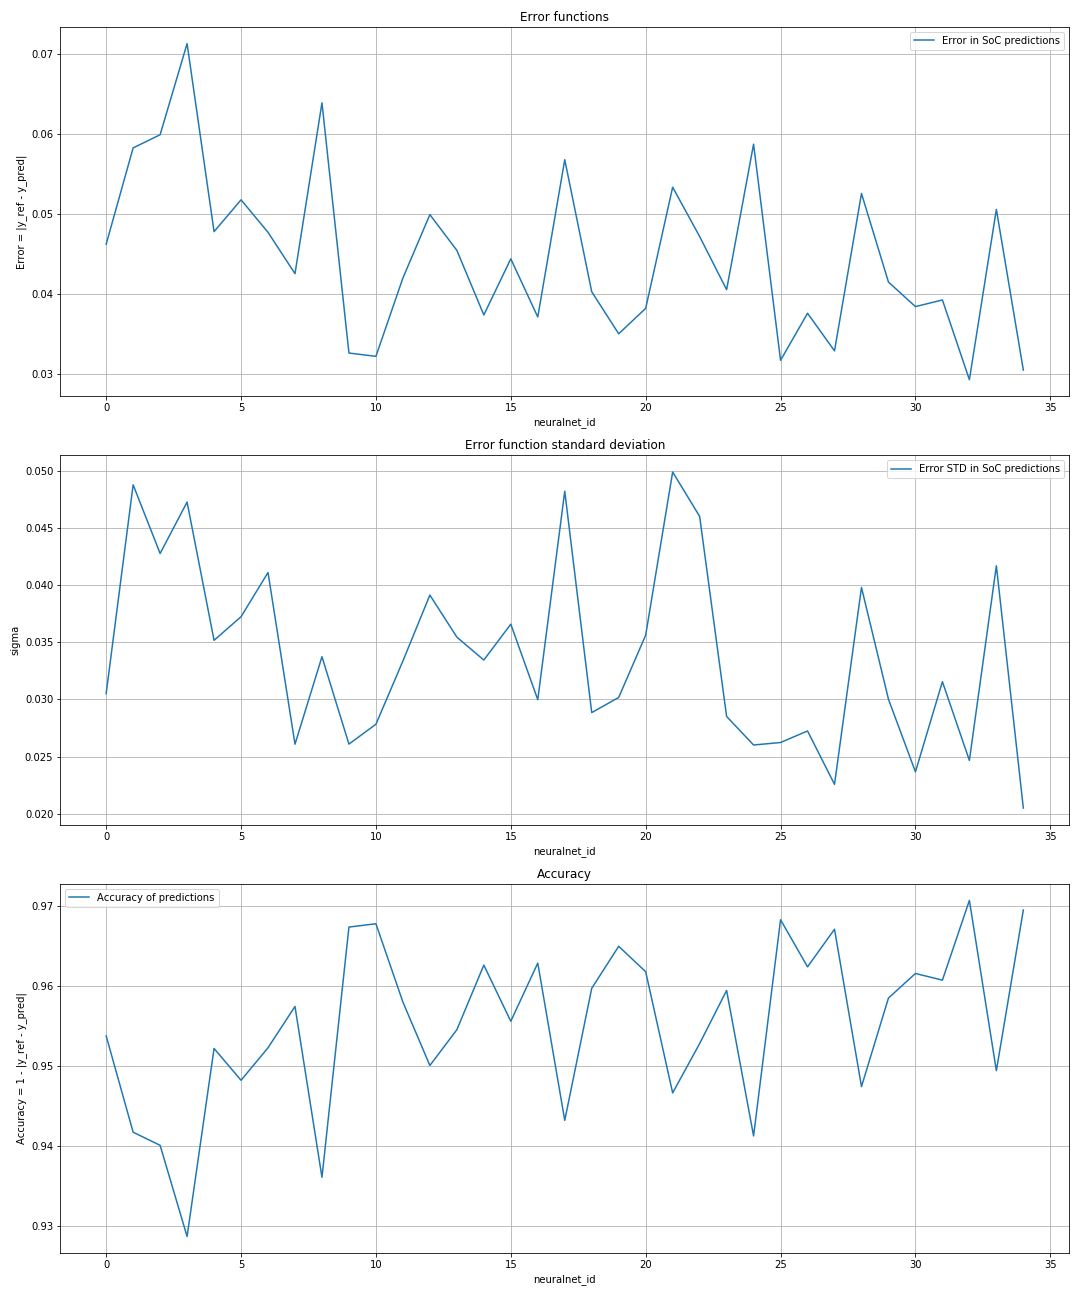 Error functions
Error in SoC predictions
Error = |y_ref - y_pred|
0.07
0.06
0.05
0.04
0.03
0 5 10 15 20 25 30 35
neuralnet_id
Error function standard deviation
Error STD in SoC predictions
sigma
0.050
0.045
0.040
0.035
0.030
0.025
0.020
0 5 10 15 20 25 30 35
neuralnet_id
Accuracy
Accuracy of predictions
Accuracy = 1 - |y_ref - y_pred|
0.97
0.96
0.95
0.94
0.93
0 5 10 15 20 25 30 35
neuralnet_id